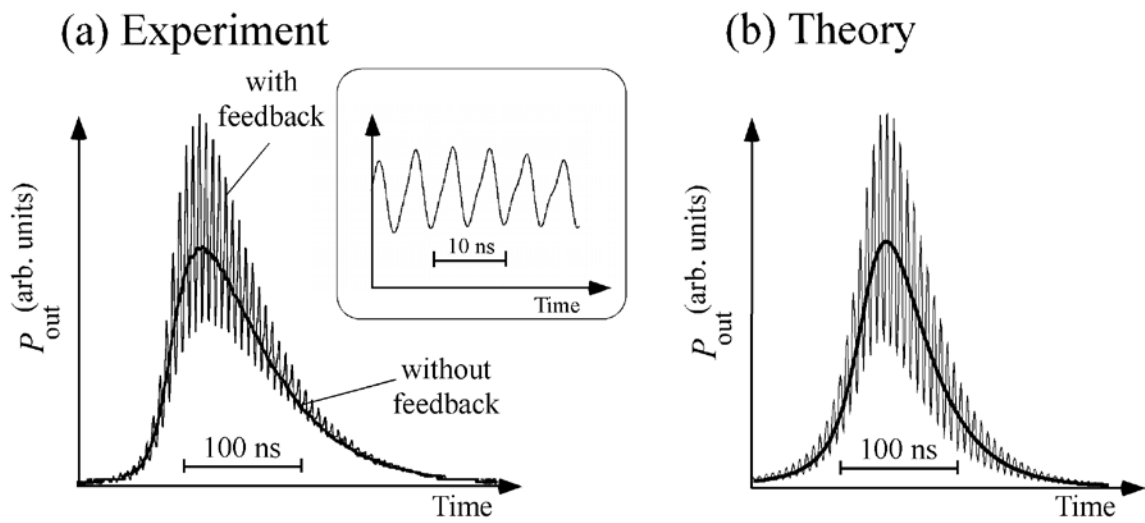 (a) Experiment
with
feedback
P_out (arb. units)
10 ns
Time
without
feedback
100 ns
Time
(b) Theory
P_out (arb. units)
100 ns
Time